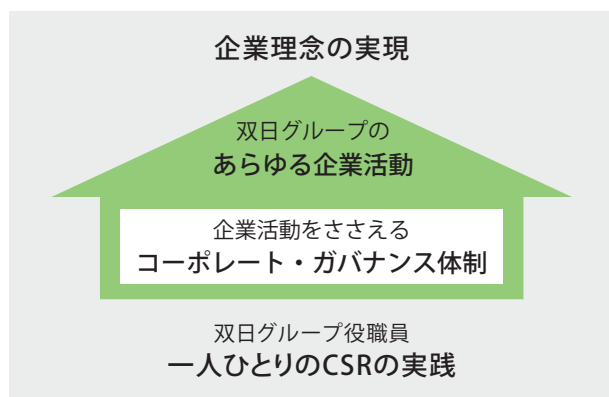 企業理念の実現
双日グループの
あらゆる企業活動
企業活動をささえる
コーポレート・ガバナンス体制
双日グループ役職員
一人ひとりのCSRの実践